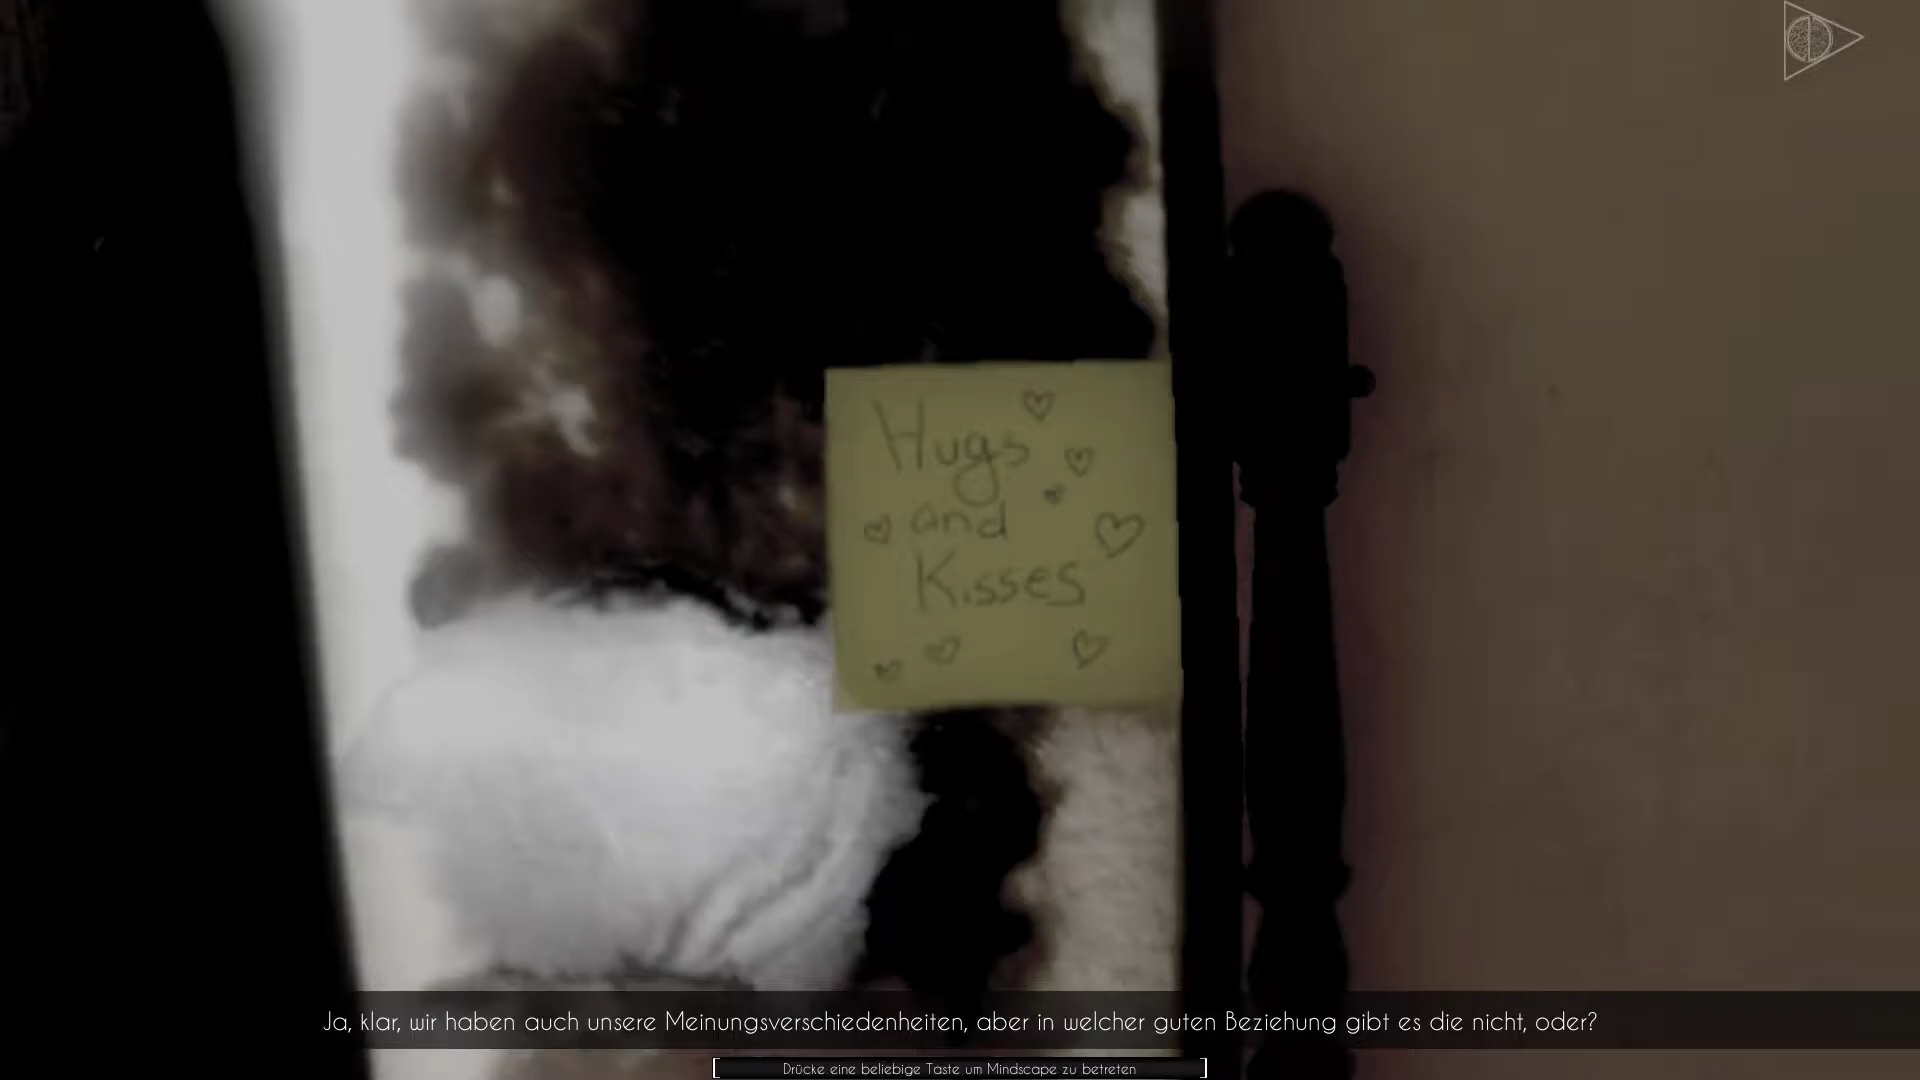 Hugs
and
Kisses
Ja, klar, wir haben auch unsere Meinungsverschiedenheiten, aber in welcher guten Beziehung gibt es die nicht, oder?
Drücke eine beliebige Taste um Mindscape zu betreten